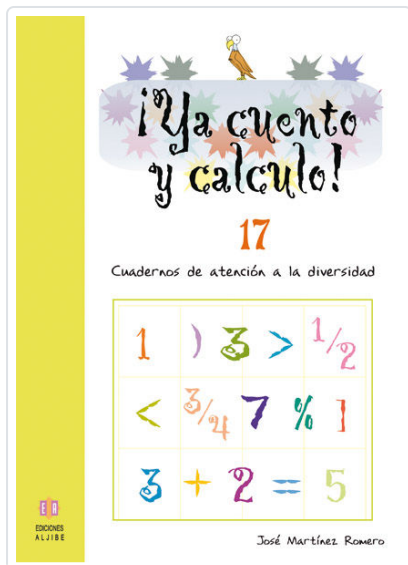 ¡Ya cuento
y calculo!
17
Cuadernos de atención a la diversidad
1 ) 3 > 1/2
< 3/4 7 % ]
3 + 2 = 5
EA
EDICIONES
ALJIBE
José Martínez Romero